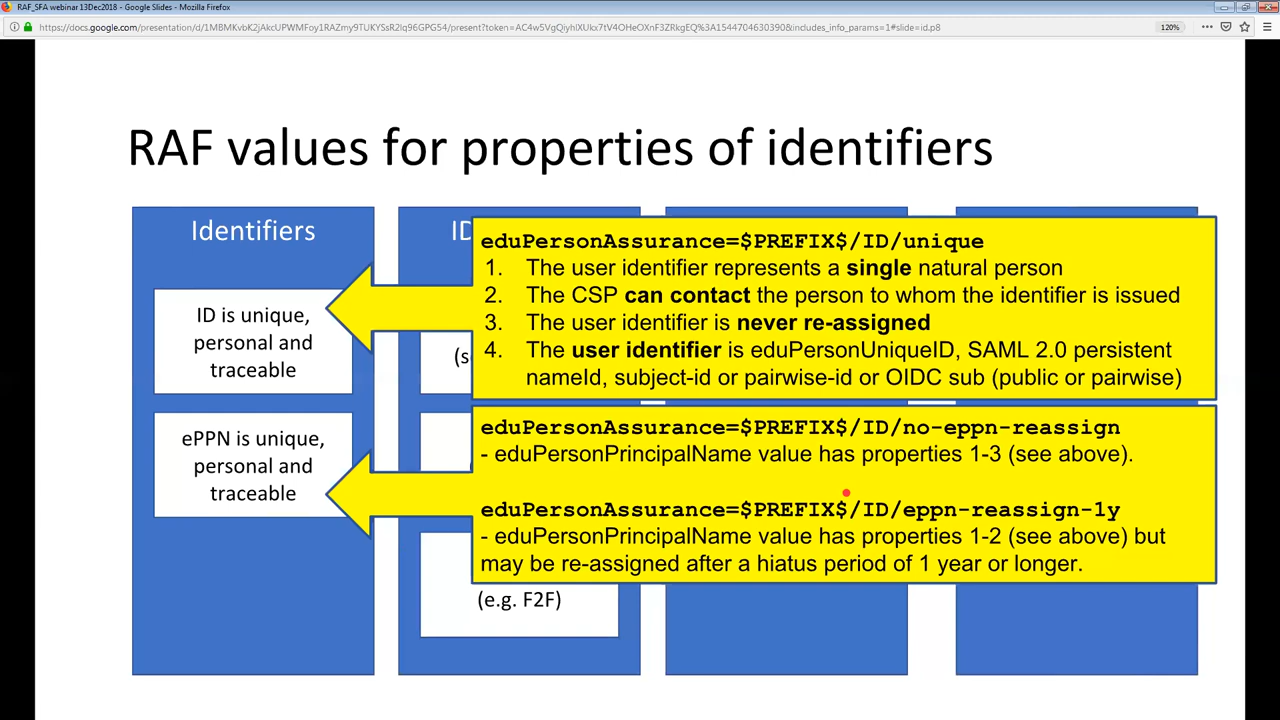 RAF_SFA webinar 13Dec2018 - Google Slides - Mozilla Firefox
https://docs.google.com/presentation/d/1MBMKvbK2jAkcUPWMFoy1RAZmy9TUKYSsR2lq96GPG54/present?token=AC4w5VgQiyhlXUkx7tV4OHeOXnF3ZRkgEQ%3A1544704630390&includes_info_params=1#slide=id.p8
120%
RAF values for properties of identifiers
Identifiers
ID is unique,
personal and
traceable
ePPN is unique,
personal and
traceable
ID
(s
(e.g. F2F)
eduPersonAssurance=$PREFIX$/ID/unique
1. The user identifier represents a single natural person
2. The CSP can contact the person to whom the identifier is issued
3. The user identifier is never re-assigned
4. The user identifier is eduPersonUniqueID, SAML 2.0 persistent
nameId, subject-id or pairwise-id or OIDC sub (public or pairwise)
eduPersonAssurance=$PREFIX$/ID/no-eppn-reassign
- eduPersonPrincipalName value has properties 1-3 (see above).
eduPersonAssurance=$PREFIX$/ID/eppn-reassign-1y
- eduPersonPrincipalName value has properties 1-2 (see above) but
may be re-assigned after a hiatus period of 1 year or longer.